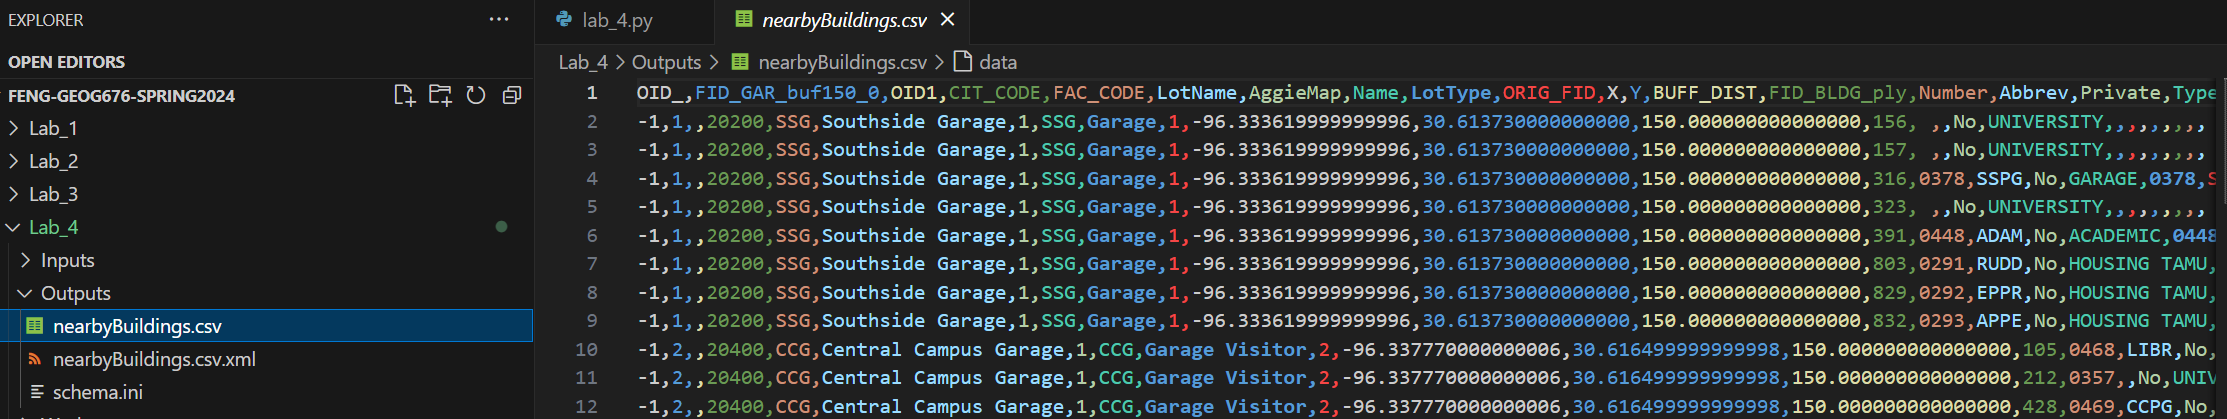 EXPLORER
OPEN EDITORS
FENG-GEOG676-SPRING2024
Lab_1
Lab_2
Lab_3
Lab_4
Inputs
Outputs
nearbyBuildings.csv
nearbyBuildings.csv.xml
schema.ini
lab_4.py nearbyBuildings.csv
Lab_4 > Outputs > nearbyBuildings.csv > data
1 OID_,FID_GAR_buf150_0,OID1,CIT_CODE,FAC_CODE,LotName,AggieMap,Name,LotType,ORIG_FID,X,Y,BUFF_DIST,FID_BLDG_ply,Number,Abbrev,Private,Type
2 -1,1,,20200,SSG,Southside Garage,1,SSG,Garage,1,-96.333619999999996,30.613730000000000,150.000000000000000,156, ,,No,UNIVERSITY,,,,,,,,
3 -1,1,,20200,SSG,Southside Garage,1,SSG,Garage,1,-96.333619999999996,30.613730000000000,150.000000000000000,157, ,,No,UNIVERSITY,,,,,,,,
4 -1,1,,20200,SSG,Southside Garage,1,SSG,Garage,1,-96.333619999999996,30.613730000000000,150.000000000000000,316,0378,SSPG,No,GARAGE,0378,S
5 -1,1,,20200,SSG,Southside Garage,1,SSG,Garage,1,-96.333619999999996,30.613730000000000,150.000000000000000,323, ,,No,UNIVERSITY,,,,,,,,
6 -1,1,,20200,SSG,Southside Garage,1,SSG,Garage,1,-96.333619999999996,30.613730000000000,150.000000000000000,391,0448,ADAM,No,ACADEMIC,0448
7 -1,1,,20200,SSG,Southside Garage,1,SSG,Garage,1,-96.333619999999996,30.613730000000000,150.000000000000000,803,0291,RUDD,No,HOUSING TAMU,
8 -1,1,,20200,SSG,Southside Garage,1,SSG,Garage,1,-96.333619999999996,30.613730000000000,150.000000000000000,829,0292,EPPR,No,HOUSING TAMU,
9 -1,1,,20200,SSG,Southside Garage,1,SSG,Garage,1,-96.333619999999996,30.613730000000000,150.000000000000000,832,0293,APPE,No,HOUSING TAMU,
10 -1,2,,20400,CCG,Central Campus Garage,1,CCG,Garage Visitor,2,-96.337770000000006,30.616499999999998,150.000000000000000,105,0468,LIBR,No,
11 -1,2,,20400,CCG,Central Campus Garage,1,CCG,Garage Visitor,2,-96.337770000000006,30.616499999999998,150.000000000000000,212,0357,,No,UNIV
12 -1,2,,20400,CCG,Central Campus Garage,1,CCG,Garage Visitor,2,-96.337770000000006,30.616499999999998,150.000000000000000,428,0469,CCPG,No,